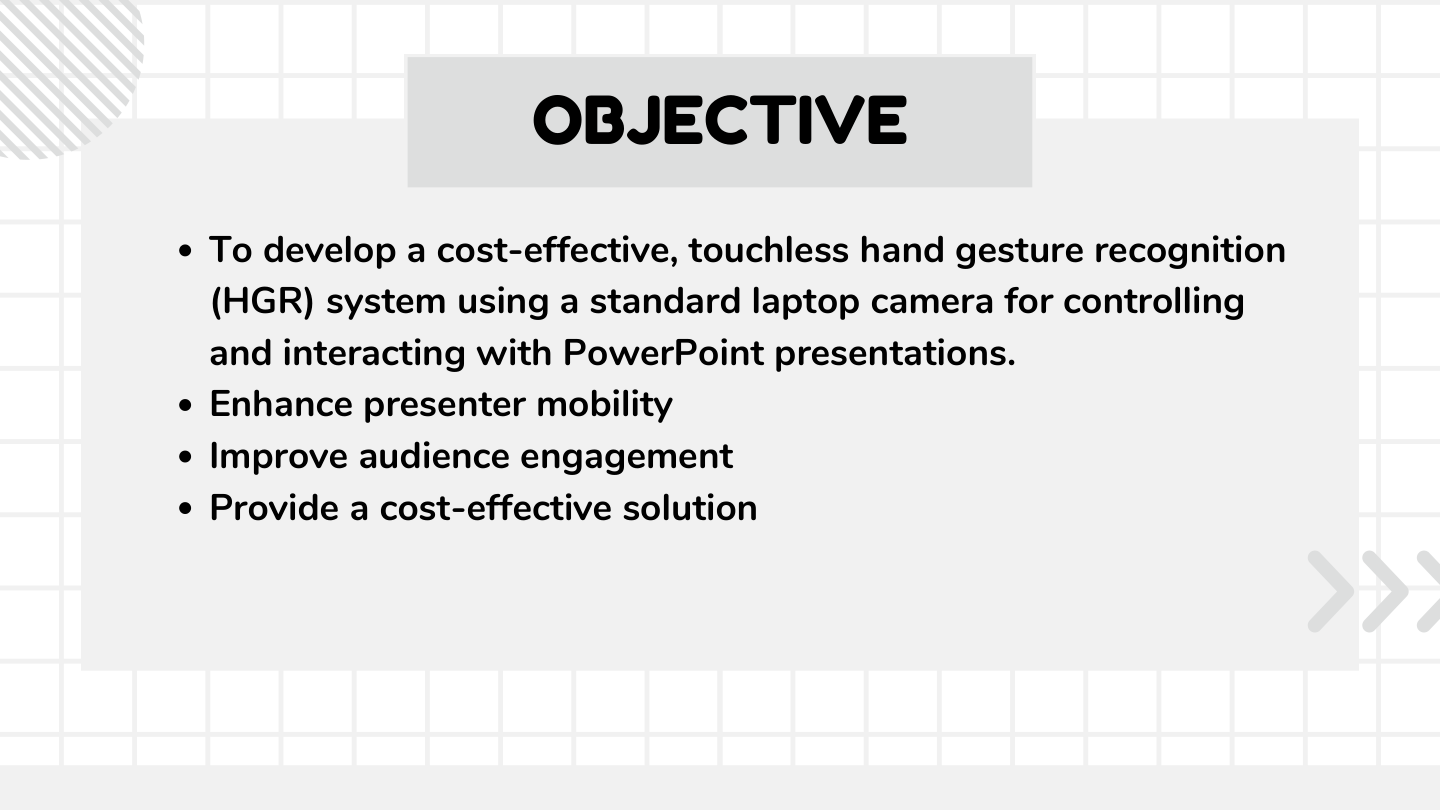 OBJECTIVE
• To develop a cost-effective, touchless hand gesture recognition
(HGR) system using a standard laptop camera for controlling
and interacting with PowerPoint presentations.
• Enhance presenter mobility
• Improve audience engagement
• Provide a cost-effective solution